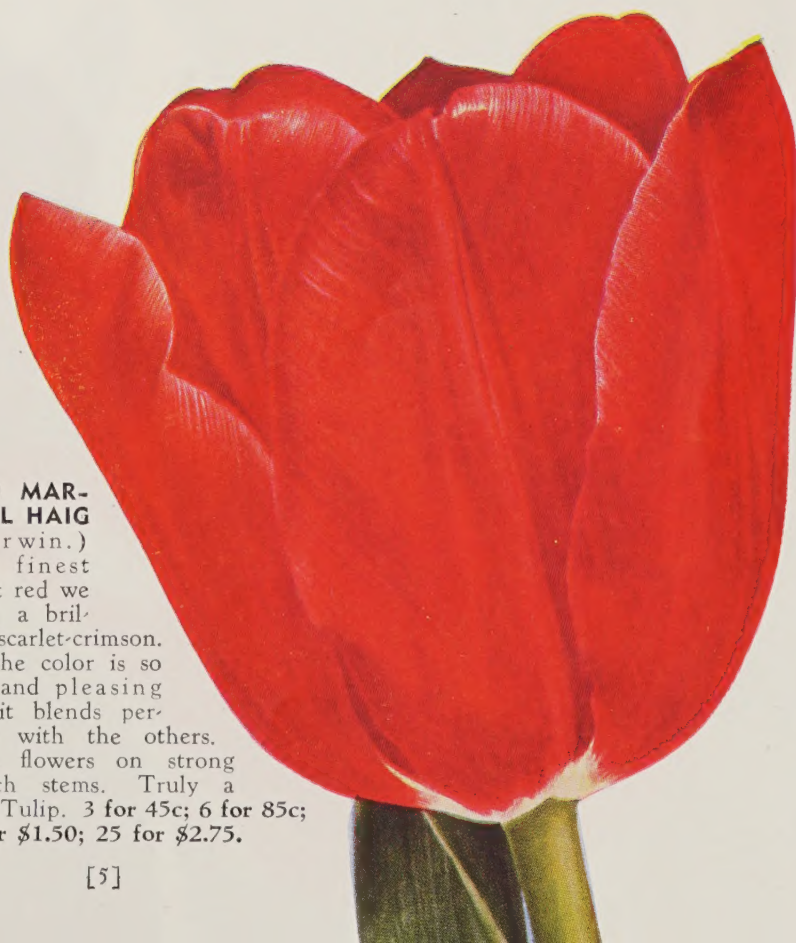 MAR-
L HAIG
rwin.)
finest
red we
a bril-
scarlet-crimson.
he color is so
and pleasing
it blends per-
with the others.
flowers on strong
h stems. Truly a
Tulip. 3 for 45c; 6 for 85c;
r $1.50; 25 for $2.75.
[5]